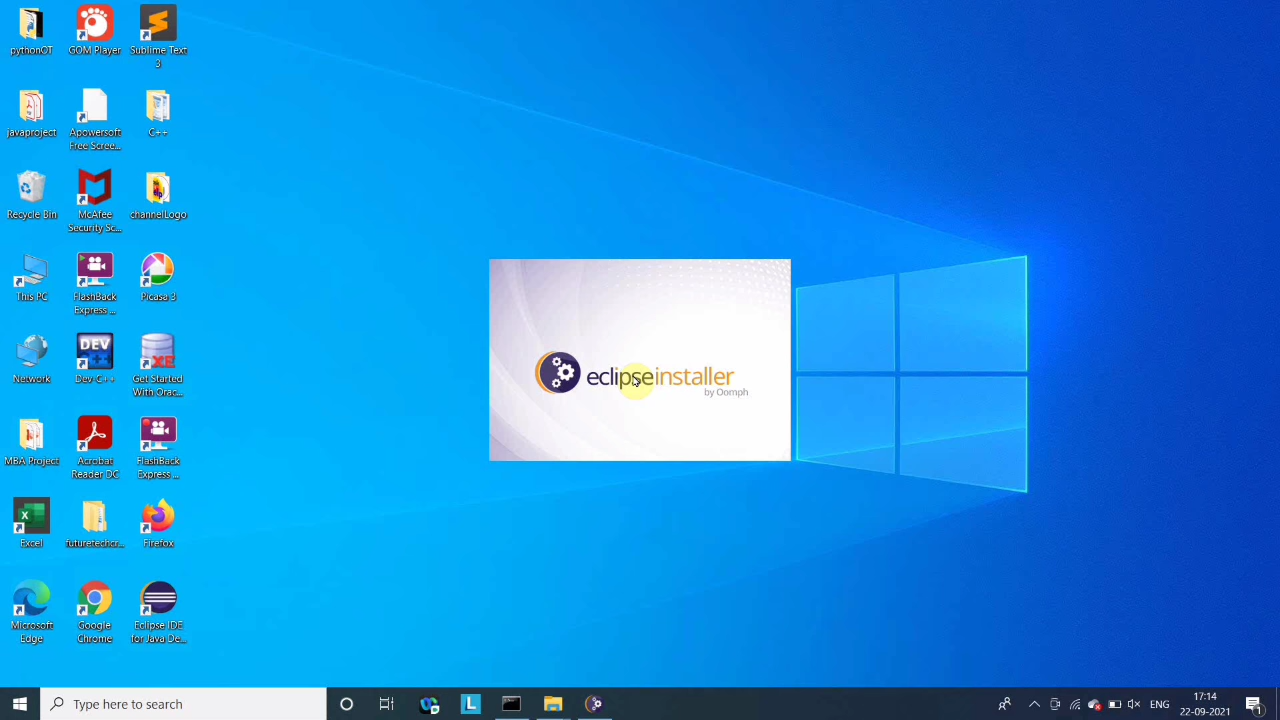 pythonOT
GOM Player
Sublime Text
3
javaproject
Apowersoft
Free Scree...
C++
Recycle Bin
McAfee
Security Sc...
channelLogo
This PC
FlashBack
Express ...
Picasa 3
Network
DEV
C++
Dev-C++
XE
Get Started
With Orac...
MBA Project
Acrobat
Reader DC
FlashBack
Express ...
Excel
futuretechcr...
Firefox
Microsoft
Edge
Google
Chrome
Eclipse IDE
for Java De...
eclipseinstaller
by Oomph
Type here to search
L
ENG
17:14
22-09-2021
1